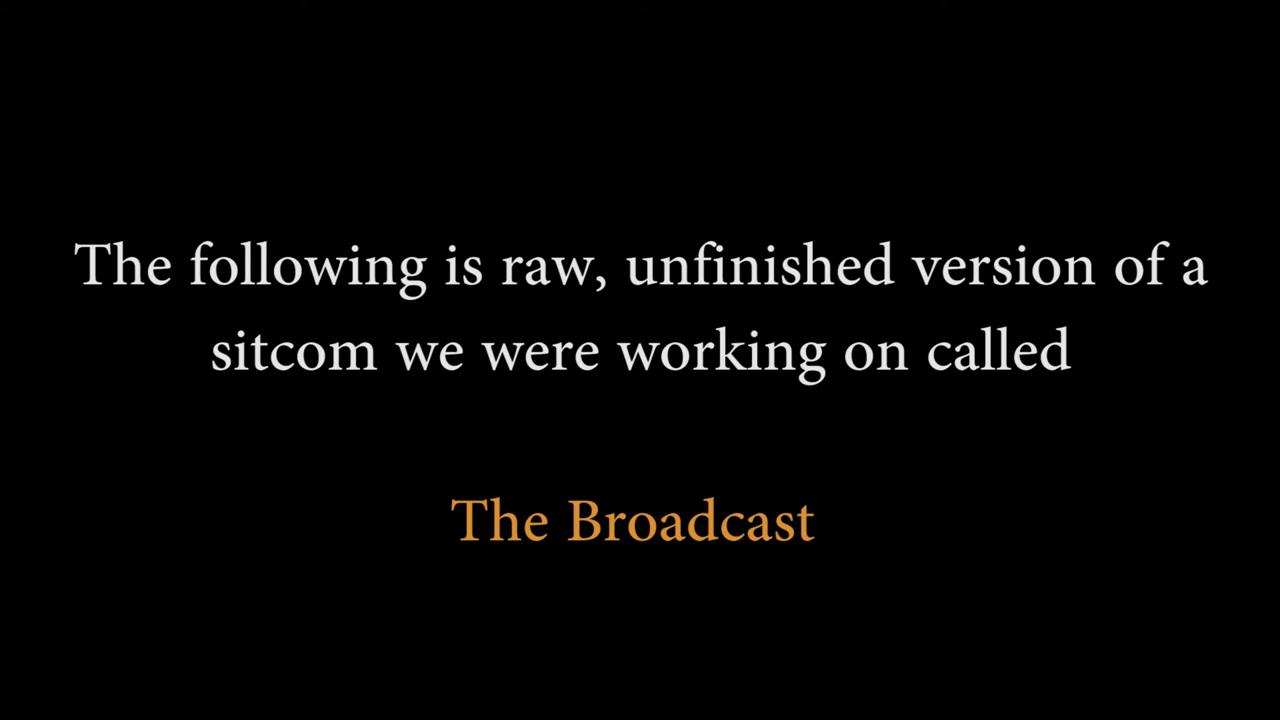 The following is raw, unfinished version of a
sitcom we were working on called
The Broadcast